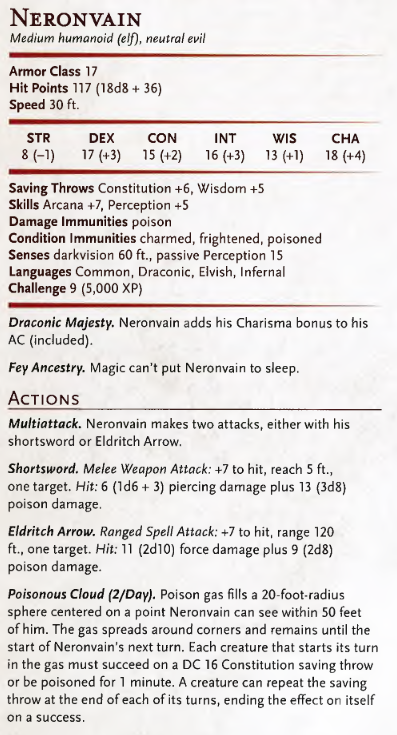 NERONVAIN
Medium humanoid (elf), neutral evil
Armor Class 17
Hit Points 117 (18d8 + 36)
Speed 30 ft.
STR DEX CON INT WIS CHA
8 (−1) 17 (+3) 15 (+2) 16 (+3) 13 (+1) 18 (+4)
Saving Throws Constitution +6, Wisdom +5
Skills Arcana +7, Perception +5
Damage Immunities poison
Condition Immunities charmed, frightened, poisoned
Senses darkvision 60 ft., passive Perception 15
Languages Common, Draconic, Elvish, Infernal
Challenge 9 (5,000 XP)
Draconic Majesty. Neronvain adds his Charisma bonus to his
AC (included).
Fey Ancestry. Magic can't put Neronvain to sleep.
ACTIONS
Multiattack. Neronvain makes two attacks, either with his
shortsword or Eldritch Arrow.
Shortsword. Melee Weapon Attack: +7 to hit, reach 5 ft.,
one target. Hit: 6 (1d6 + 3) piercing damage plus 13 (3d8)
poison damage.
Eldritch Arrow. Ranged Spell Attack: +7 to hit, range 120
ft., one target. Hit: 11 (2d10) force damage plus 9 (2d8)
poison damage.
Poisonous Cloud (2/Day). Poison gas fills a 20-foot-radius
sphere centered on a point Neronvain can see within 50 feet
of him. The gas spreads around corners and remains until the
start of Neronvain's next turn. Each creature that starts its turn
in the gas must succeed on a DC 16 Constitution saving throw
or be poisoned for 1 minute. A creature can repeat the saving
throw at the end of each of its turns, ending the effect on itself
on a success.